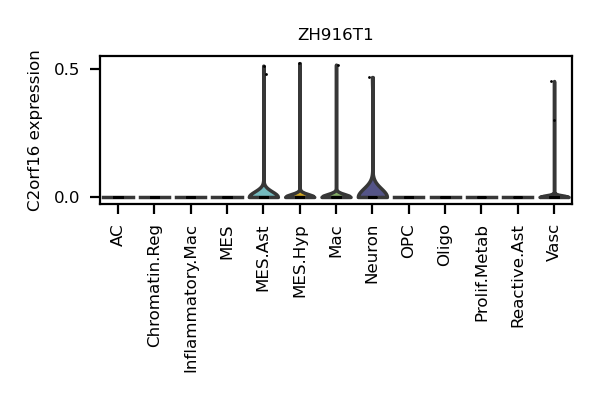 ZH916T1
C2orf16 expression
0.5
0.0
AC
Chromatin.Reg
Inflammatory.Mac
MES
MES.Ast
MES.Hyp
Mac
Neuron
OPC
Oligo
Prolif.Metab
Reactive.Ast
Vasc